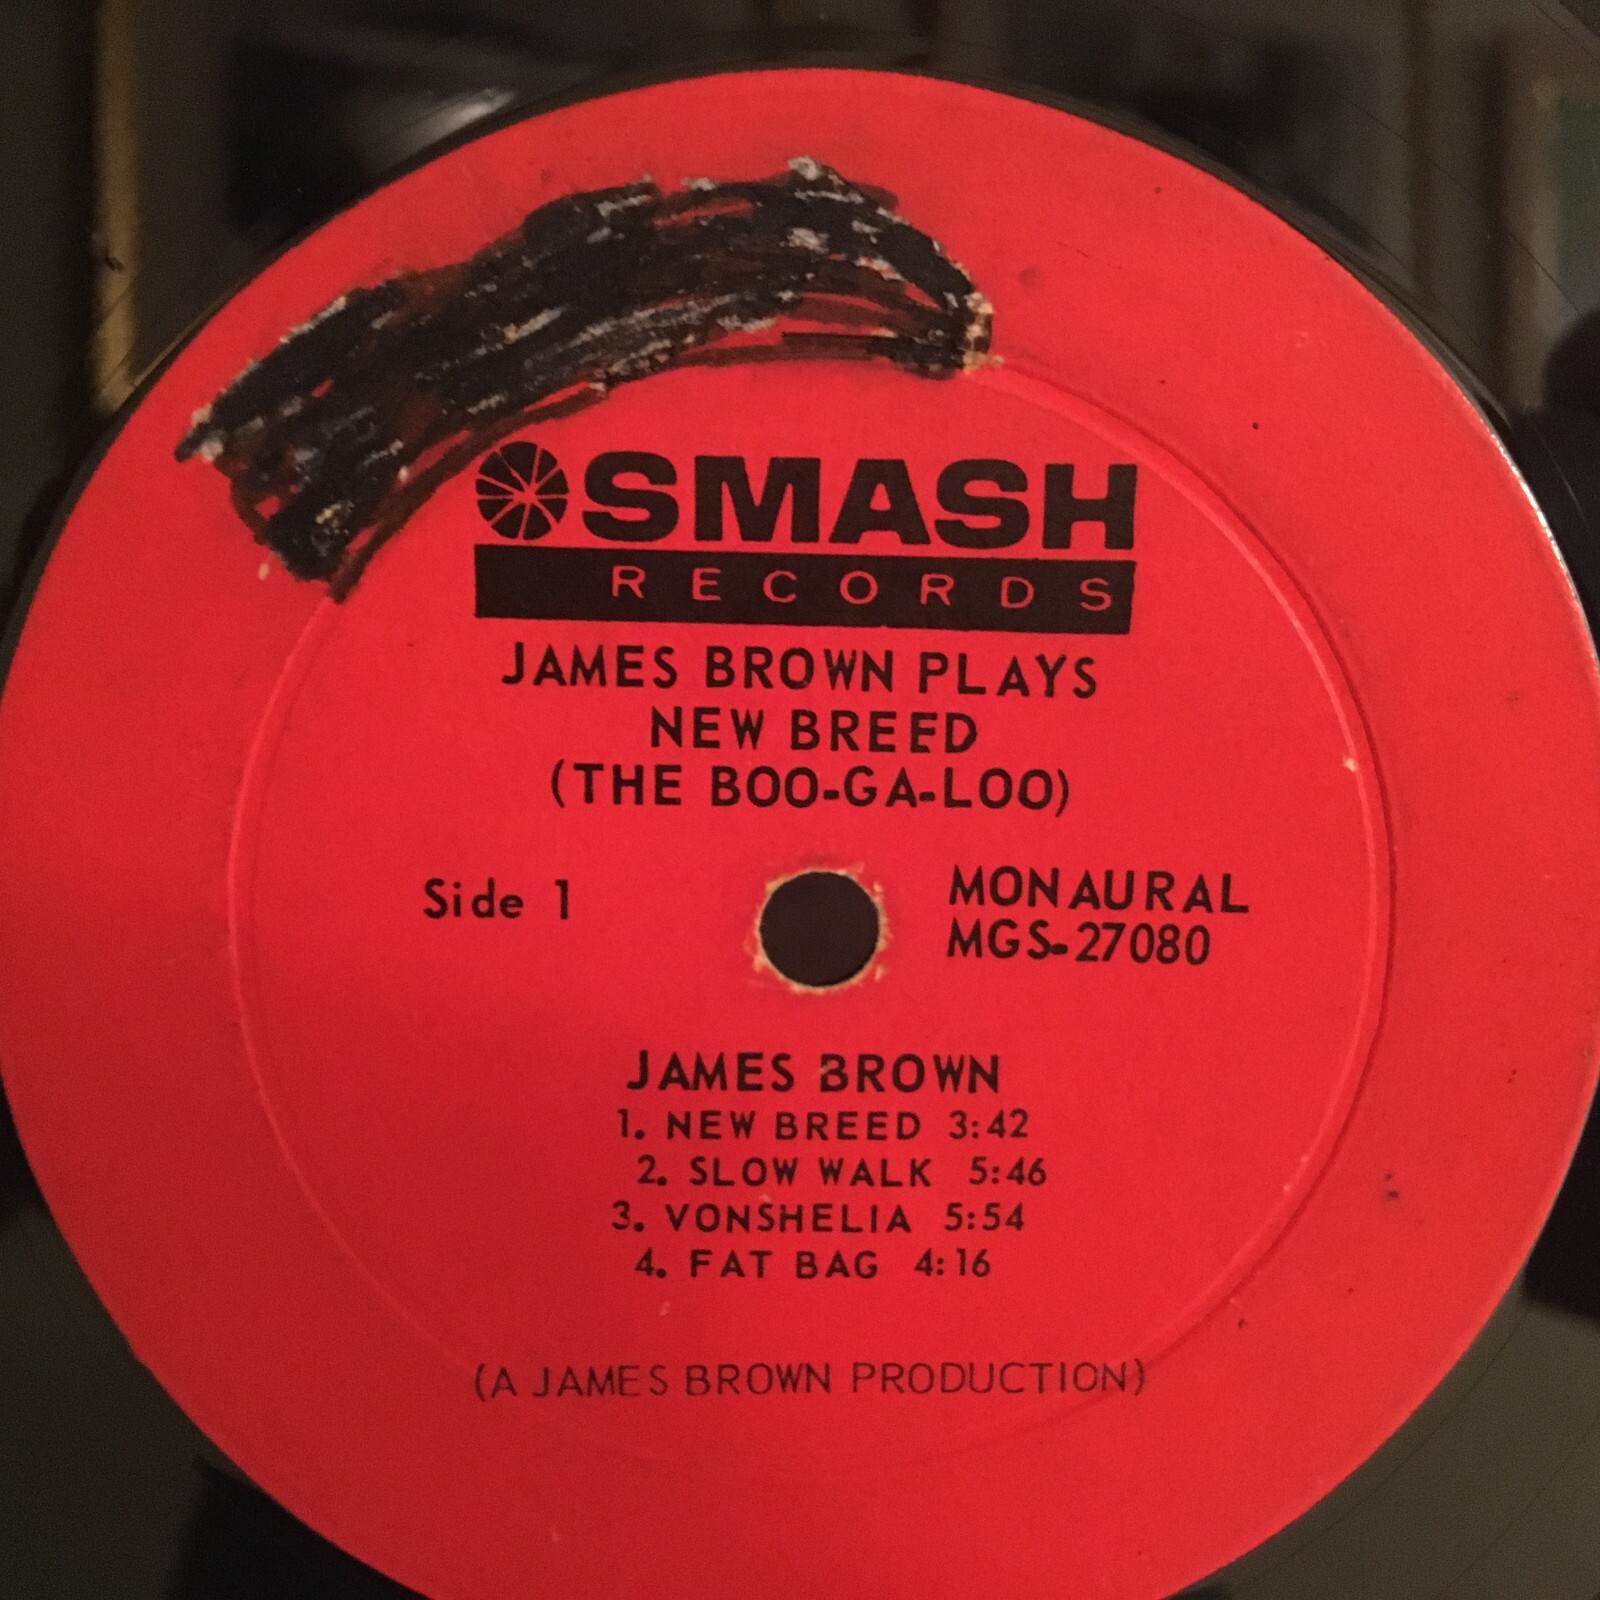 SMASH
RECORDS
JAMES BROWN PLAYS
NEW BREED
(THE BOO-GA-LOO)
Side 1
MONAURAL
MGS-27080
JAMES BROWN
1. NEW BREED 3:42
2. SLOW WALK 5:46
3. VONSHELIA 5:54
4. FAT BAG 4:16
(A JAMES BROWN PRODUCTION)